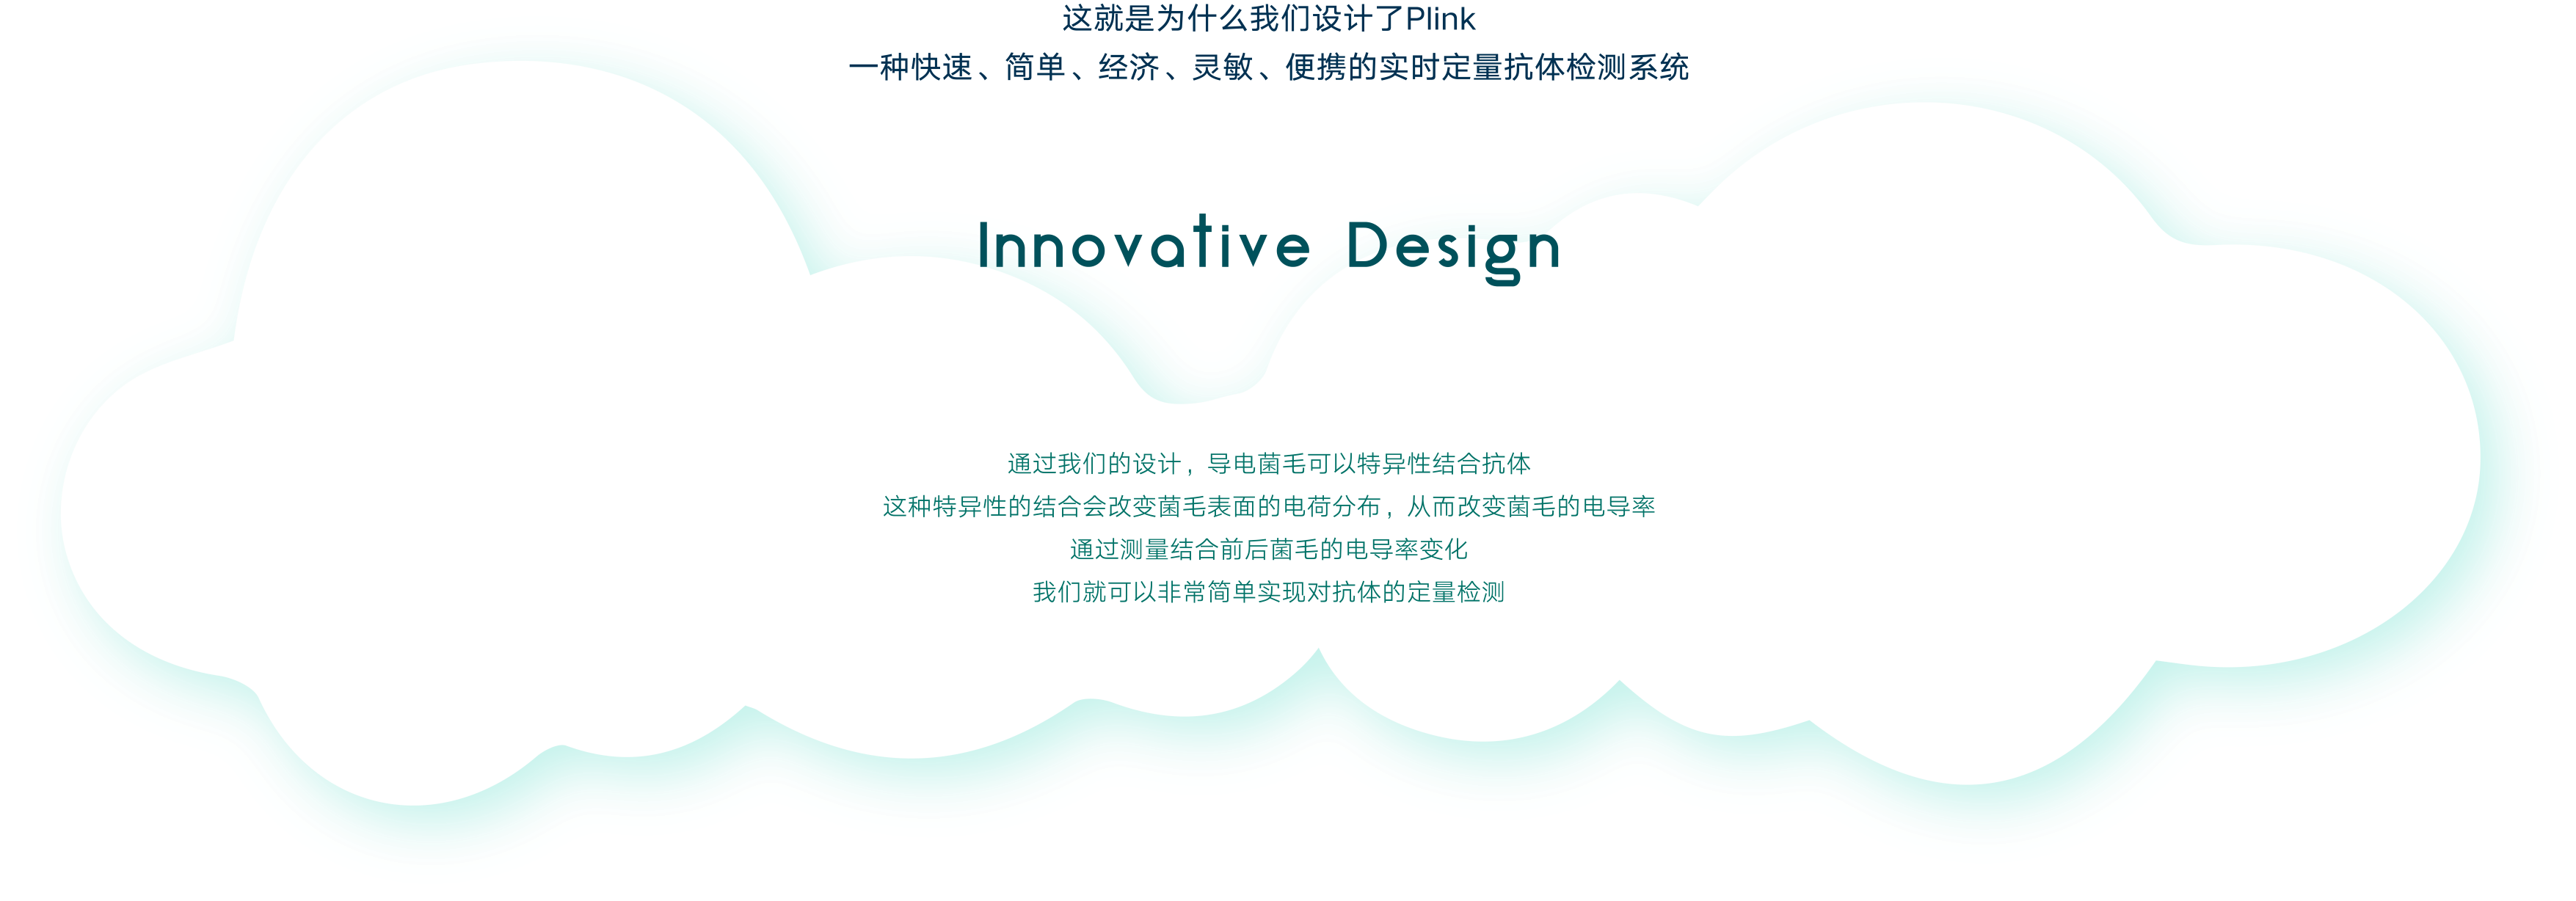 这就是为什么我们设计了Plink
一种快速、简单、经济、灵敏、便携的实时定量抗体检测系统
Innovative Design
通过我们的设计，导电菌毛可以特异性结合抗体
这种特异性的结合会改变菌毛表面的电荷分布，从而改变菌毛的电导率
通过测量结合前后菌毛的电导率变化
我们就可以非常简单实现对抗体的定量检测